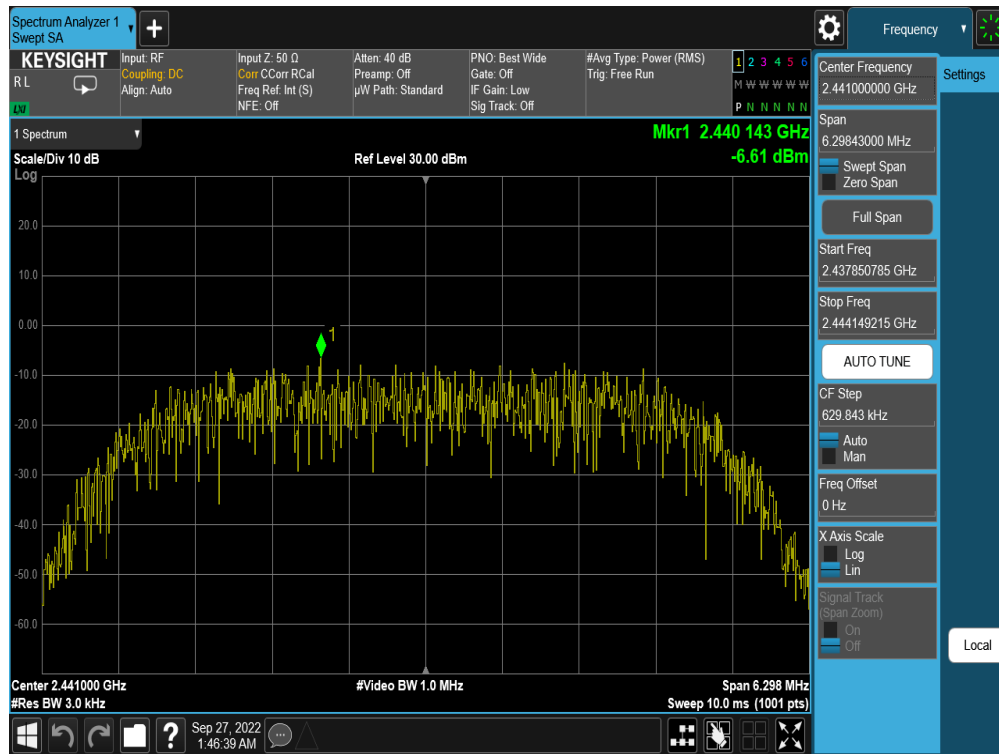 Spectrum Analyzer 1
Swept SA
Frequency
KEYSIGHT
R L
LXI
Input: RF
Coupling: DC
Align: Auto
Input Z: 50 Ω
Corr CCorr RCal
Freq Ref: Int (S)
NFE: Off
Atten: 40 dB
Preamp: Off
µW Path: Standard
PNO: Best Wide
Gate: Off
IF Gain: Low
Sig Track: Off
#Avg Type: Power (RMS)
Trig: Free Run
1 2 3 4 5 6
M W W W W W
P N N N N N
1 Spectrum
Scale/Div 10 dB
Log
Ref Level 30.00 dBm
Mkr1 2.440 143 GHz
-6.61 dBm
20.0
10.0
0.00
1
-10.0
-20.0
-30.0
-40.0
-50.0
-60.0
Center 2.441000 GHz
#Video BW 1.0 MHz
Span 6.298 MHz
#Res BW 3.0 kHz
Sweep 10.0 ms (1001 pts)
Sep 27, 2022
1:46:39 AM
Center Frequency
2.441000000 GHz
Settings
Span
6.29843000 MHz
Swept Span
Zero Span
Full Span
Start Freq
2.437850785 GHz
Stop Freq
2.444149215 GHz
AUTO TUNE
CF Step
629.843 kHz
Auto
Man
Freq Offset
0 Hz
X Axis Scale
Log
Lin
Signal Track
(Span Zoom)
On
Off
Local